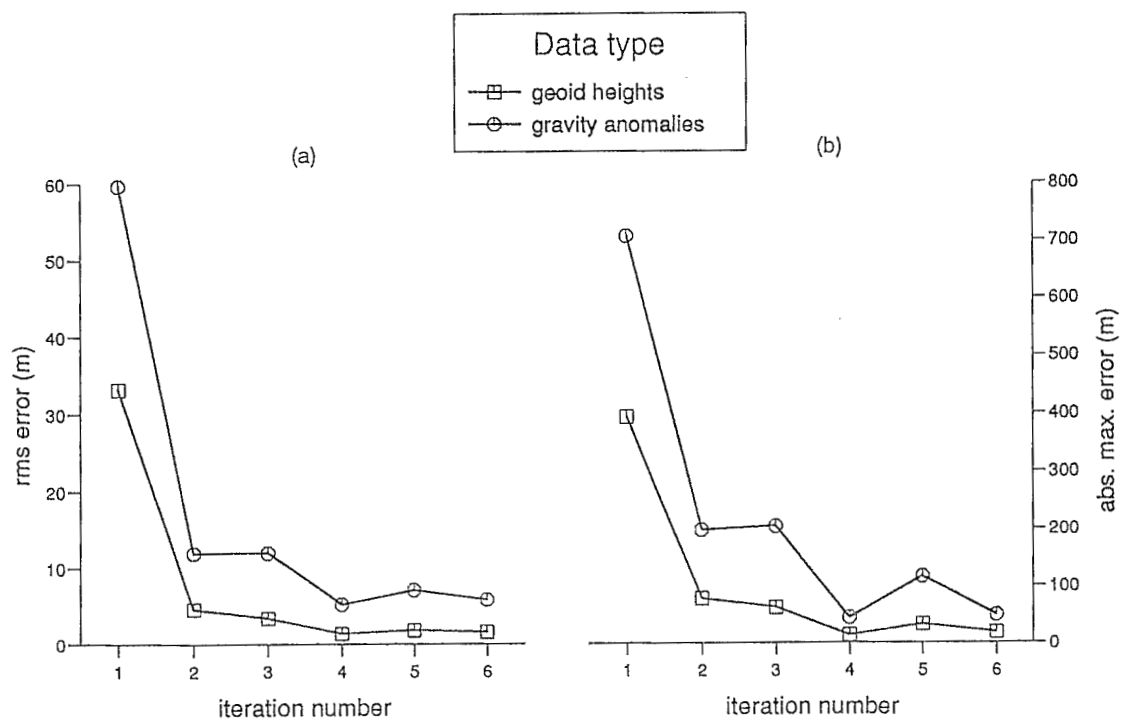 Data type
geoid heights
gravity anomalies
(a)
60
50
40
30
20
10
0
rms error (m)
1 2 3 4 5 6
iteration number
(b)
800
700
600
500
400
300
200
100
0
abs. max. error (m)
1 2 3 4 5 6
iteration number